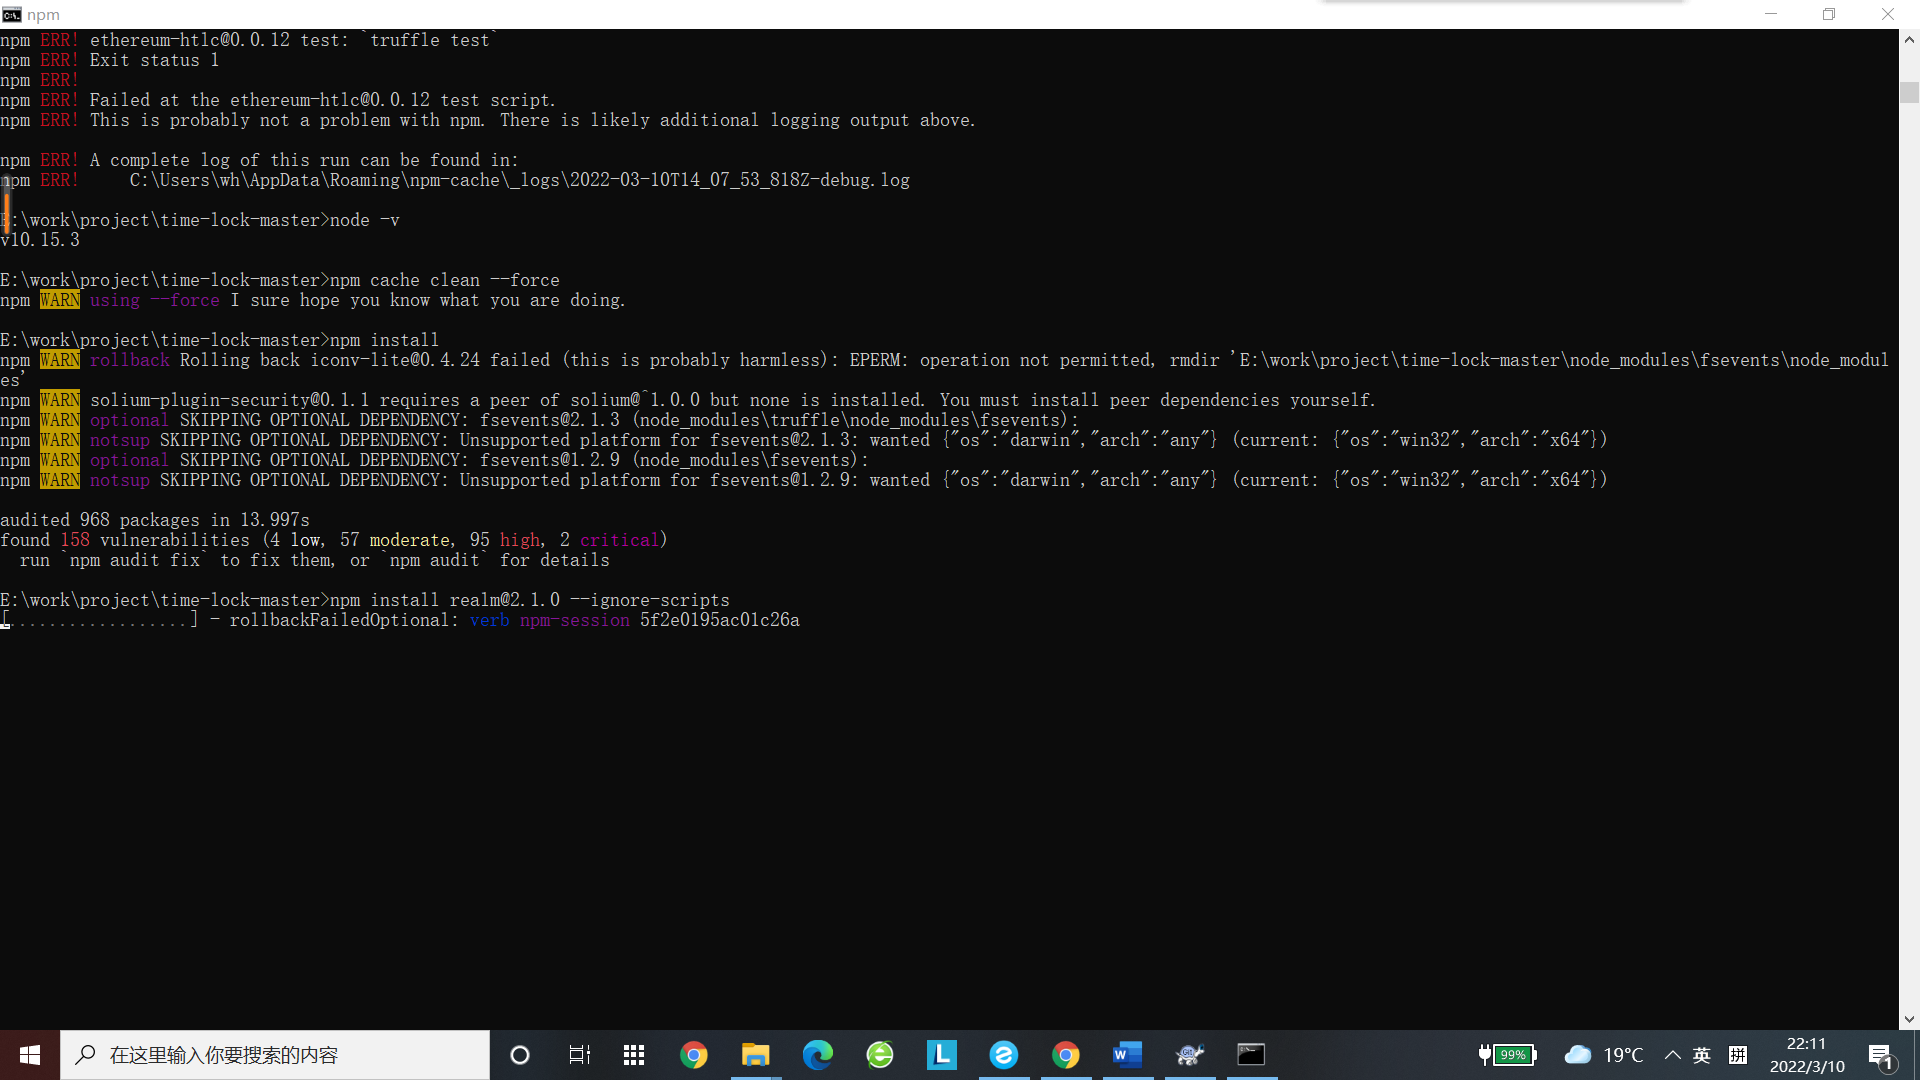 npm
npm ERR! ethereum-htlc@0.0.12 test: `truffle test`
npm ERR! Exit status 1
npm ERR!
npm ERR! Failed at the ethereum-htlc@0.0.12 test script.
npm ERR! This is probably not a problem with npm. There is likely additional logging output above.
npm ERR! A complete log of this run can be found in:
npm ERR!     C:\Users\wh\AppData\Roaming\npm-cache\_logs\2022-03-10T14_07_53_818Z-debug.log
E:\work\project\time-lock-master>node -v
v10.15.3
E:\work\project\time-lock-master>npm cache clean --force
npm WARN using --force I sure hope you know what you are doing.
E:\work\project\time-lock-master>npm install
npm WARN rollback Rolling back iconv-lite@0.4.24 failed (this is probably harmless): EPERM: operation not permitted, rmdir 'E:\work\project\time-lock-master\node_modules\fsevents\node_modul
es'
npm WARN solium-plugin-security@0.1.1 requires a peer of solium@^1.0.0 but none is installed. You must install peer dependencies yourself.
npm WARN optional SKIPPING OPTIONAL DEPENDENCY: fsevents@2.1.3 (node_modules\truffle\node_modules\fsevents):
npm WARN notsup SKIPPING OPTIONAL DEPENDENCY: Unsupported platform for fsevents@2.1.3: wanted {"os":"darwin","arch":"any"} (current: {"os":"win32","arch":"x64"})
npm WARN optional SKIPPING OPTIONAL DEPENDENCY: fsevents@1.2.9 (node_modules\fsevents):
npm WARN notsup SKIPPING OPTIONAL DEPENDENCY: Unsupported platform for fsevents@1.2.9: wanted {"os":"darwin","arch":"any"} (current: {"os":"win32","arch":"x64"})
audited 968 packages in 13.997s
found 158 vulnerabilities (4 low, 57 moderate, 95 high, 2 critical)
  run `npm audit fix` to fix them, or `npm audit` for details
E:\work\project\time-lock-master>npm install realm@2.1.0 --ignore-scripts
[..................] - rollbackFailedOptional: verb npm-session 5f2e0195ac01c26a
在这里输入你要搜索的内容
99%
19°C
英
拼
22:11
2022/3/10
1